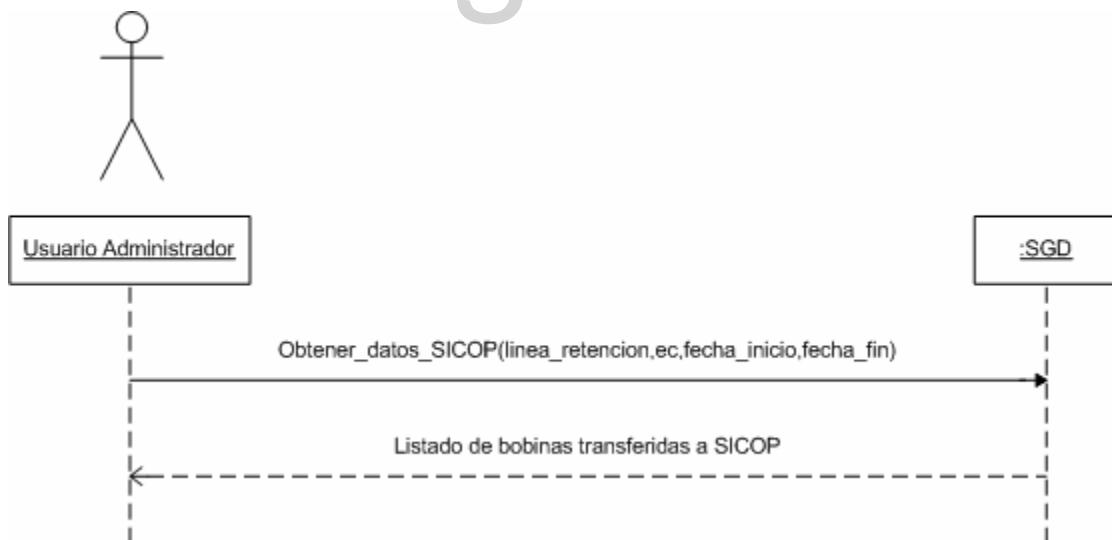 Usuario Administrador
:SGD
Obtener_datos_SICOP(linea_retencion,ec,fecha_inicio,fecha_fin)
Listado de bobinas transferidas a SICOP